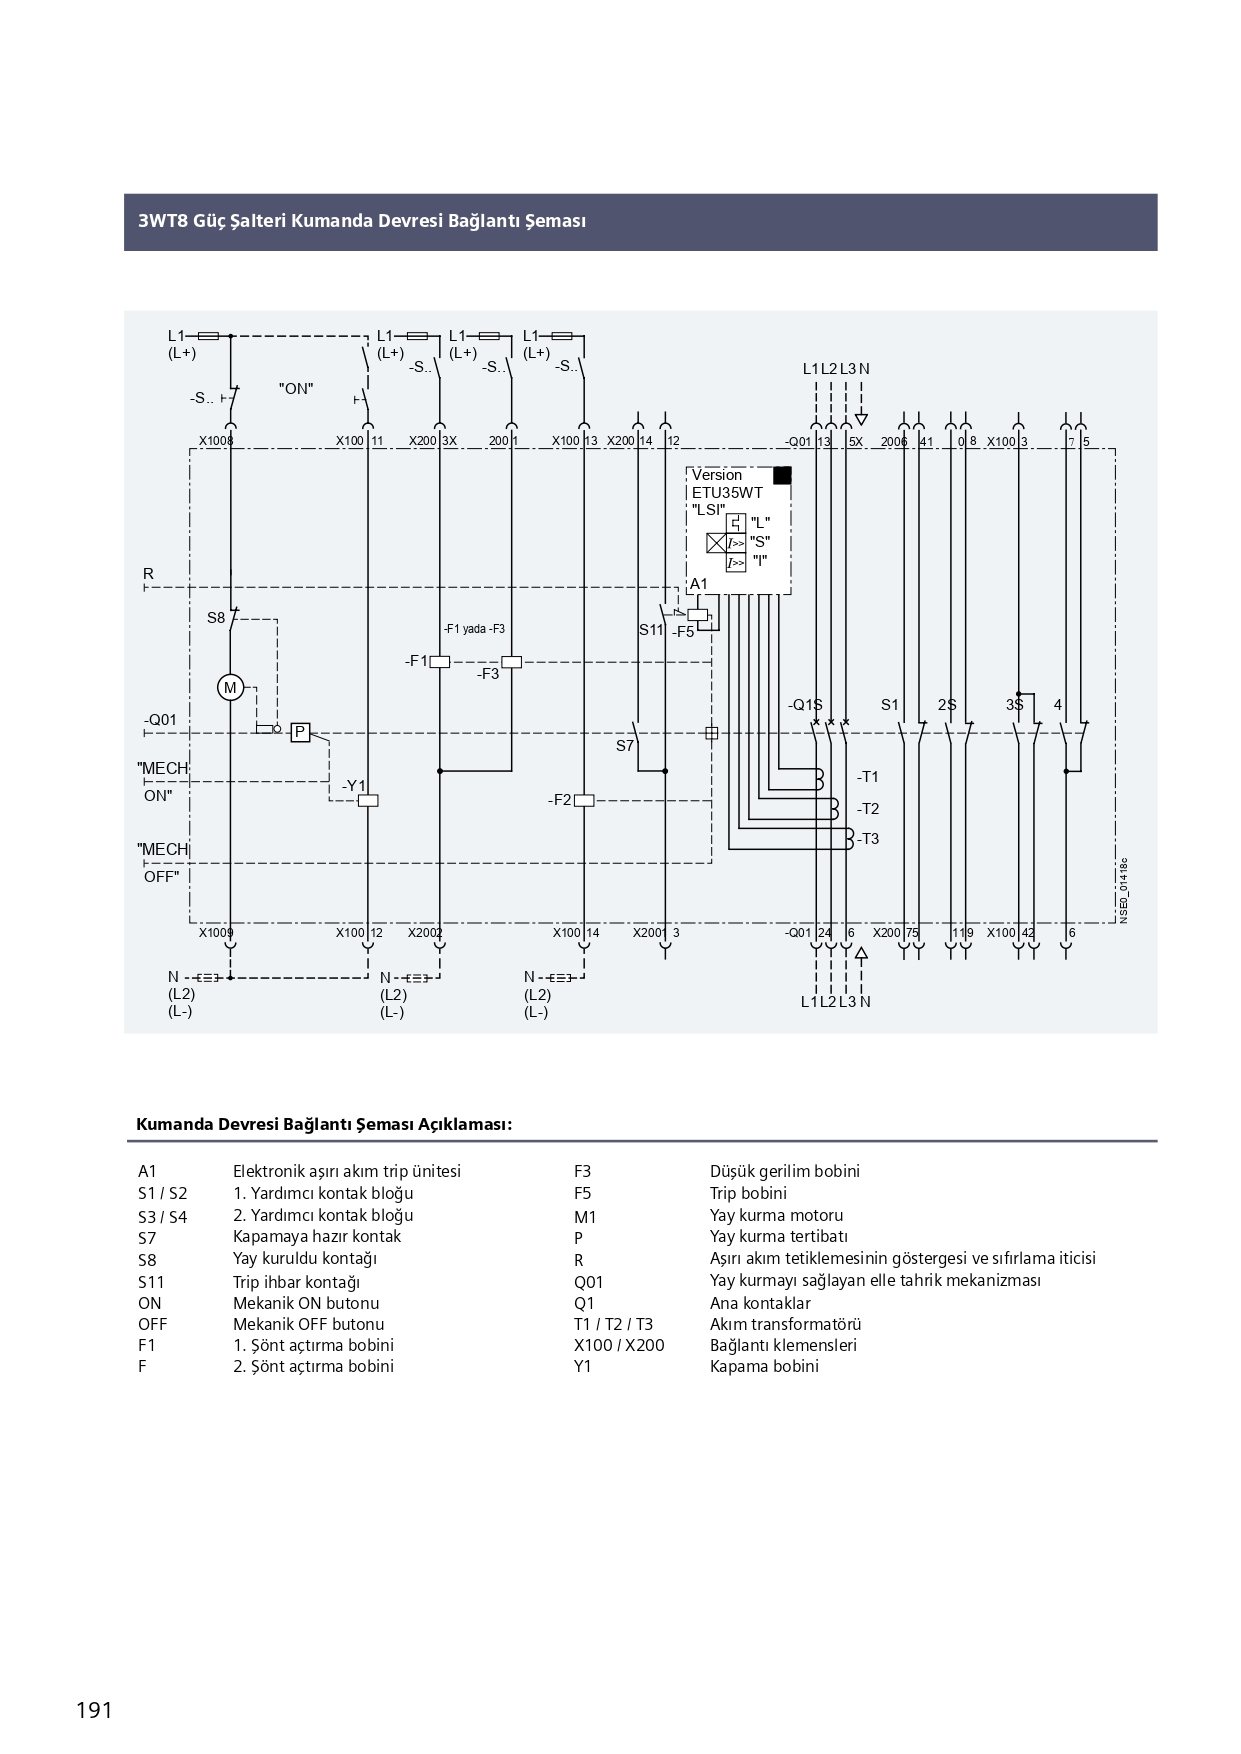 3WT8 Güç Şalteri Kumanda Devresi Bağlantı Şeması
L1 L1 L1 L1
(L+) (L+) (L+) (L+)
-S.. -S.. -S..
L1 L2 L3 N
-S.. "ON"
X1008 X100 11 X200 3X 200 1 X100 13 X200 14 12 -Q01 13 5X 2006 41 0 8 X100 3 7 5
Version
ETU35WT
"LSI"
"L"
I>> "S"
I>> "I"
R A1
S8 -F1 yada -F3 S11 -F5
-F1 -F3
M
-Q01 P -Q1S S1 2S 3S 4
S7
"MECH
ON" -Y1 -F2 -T1
-T2
-T3
"MECH
OFF"
NSE0_01418c
X1009 X100 12 X2002 X100 14 X200 3 -Q01 24 6 X200 75 119 X100 42 6
N N N
(L2) (L2) (L2)
(L-) (L-) (L-)
L1 L2 L3 N
Kumanda Devresi Bağlantı Şeması Açıklaması:
A1 Elektronik aşırı akım trip ünitesi
S1 / S2 1. Yardımcı kontak bloğu
S3 / S4 2. Yardımcı kontak bloğu
S7 Kapamaya hazır kontak
S8 Yay kuruldu kontağı
S11 Trip ihbar kontağı
ON Mekanik ON butonu
OFF Mekanik OFF butonu
F1 1. Şönt açtırma bobini
F 2. Şönt açtırma bobini
F3 Düşük gerilim bobini
F5 Trip bobini
M1 Yay kurma motoru
P Yay kurma tertibatı
R Aşırı akım tetiklemesinin göstergesi ve sıfırlama iticisi
Q01 Yay kurmayı sağlayan elle tahrik mekanizması
Q1 Ana kontaklar
T1 / T2 / T3 Akım transformatörü
X100 / X200 Bağlantı klemensleri
Y1 Kapama bobini
191